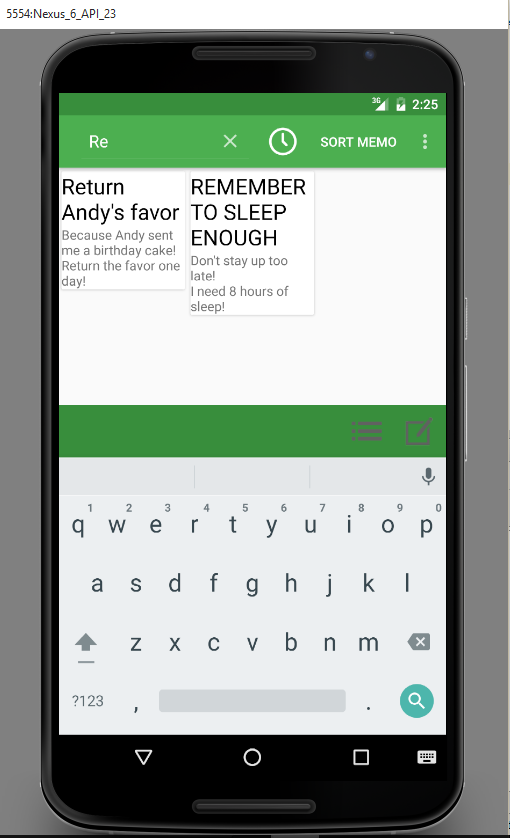 5554:Nexus_6_API_23
3G 2:25
Re SORT MEMO
Return
Andy's favor
Because Andy sent
me a birthday cake!
Return the favor one
day!
REMEMBER
TO SLEEP
ENOUGH
Don't stay up too
late!
I need 8 hours of
sleep!
1 2 3 4 5 6 7 8 9 0
q w e r t y u i o p
a s d f g h j k l
z x c v b n m
?123 , .